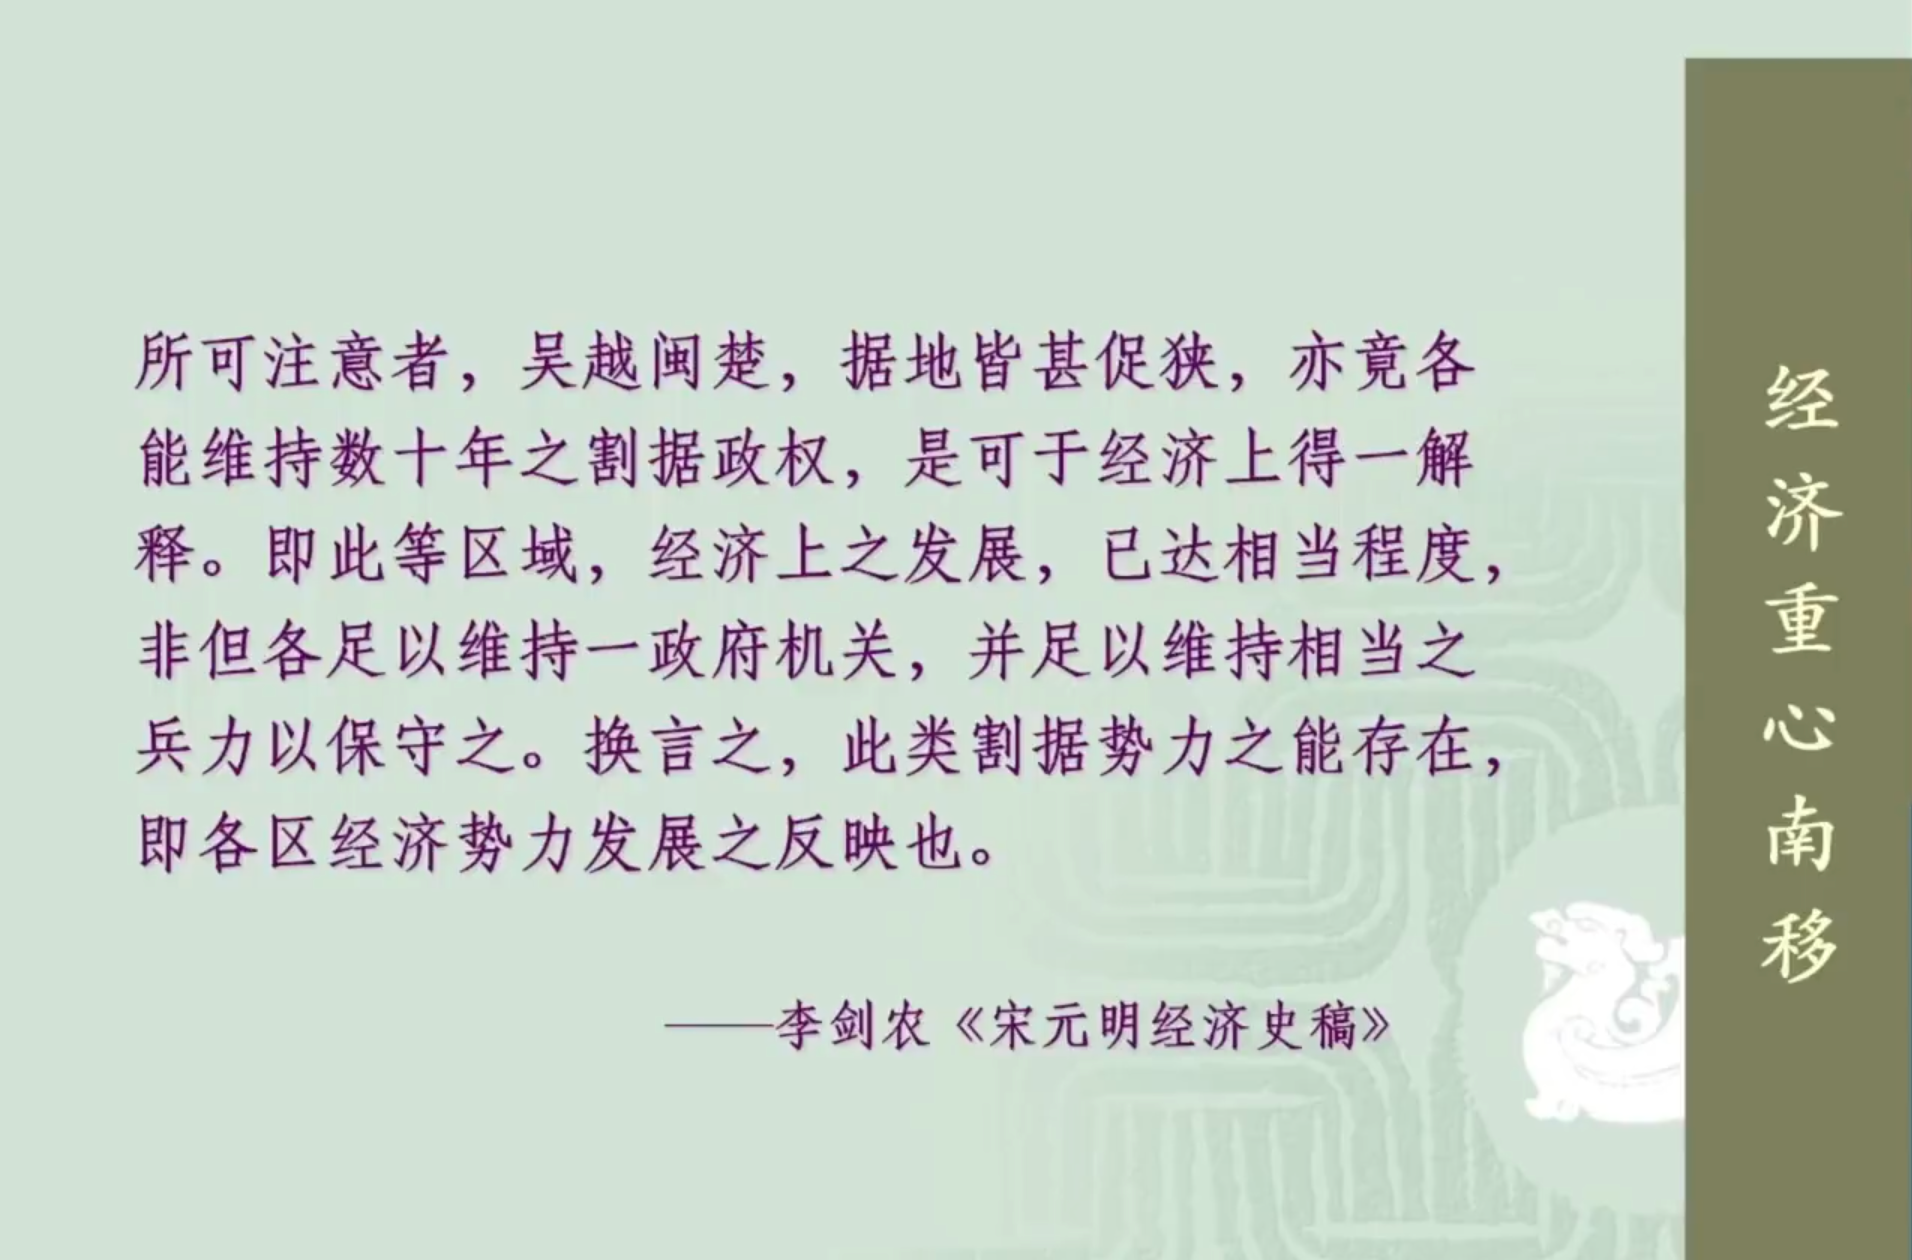 所可注意者，吴越闽楚，据地皆甚促狭，亦竟各
能维持数十年之割据政权，是可于经济上得一解
释。即此等区域，经济上之发展，已达相当程度，
非但各足以维持一政府机关，并足以维持相当之
兵力以保守之。换言之，此类割据势力之能存在，
即各区经济势力发展之反映也。
——李剑农《宋元明经济史稿》
经济重心南移